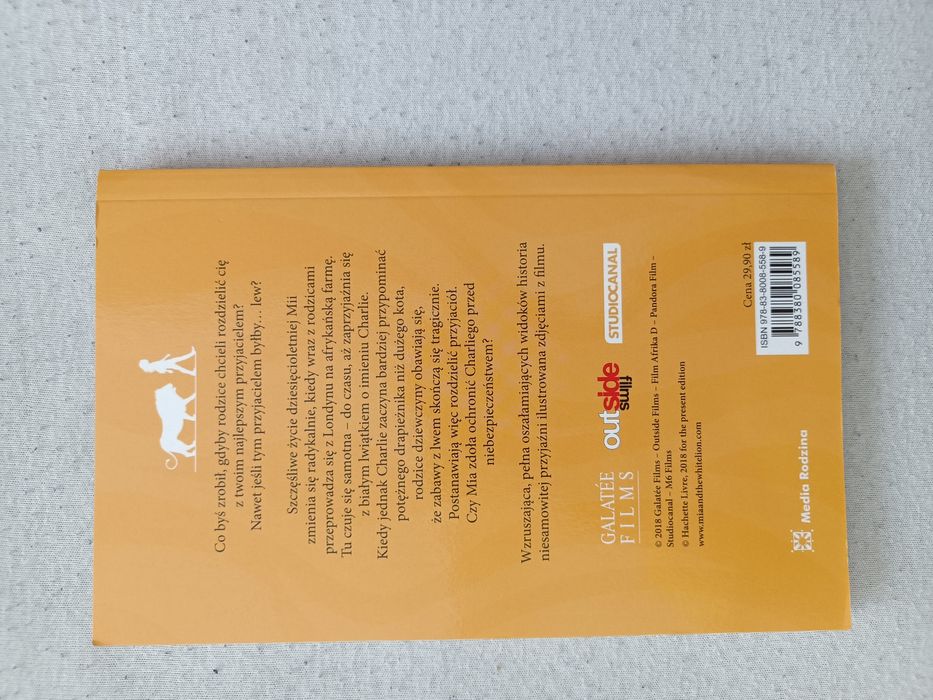 Co byś zrobił, gdyby rodzice chcieli rozdzielić cię
z twoim najlepszym przyjacielem?
Nawet jeśli tym przyjacielem byłby… lew?
Szczęśliwe życie dziesięcioletniej Mii
zmienia się radykalnie, kiedy wraz z rodzicami
przeprowadza się z Londynu na afrykańską farmę.
Tu czuje się samotna – do czasu, aż zaprzyjaźnia się
z białym lwiątkiem o imieniu Charlie.
Kiedy jednak Charlie zaczyna bardziej przypominać
potężnego drapieżnika niż dużego kota,
rodzice dziewczyny obawiają się,
że zabawy z lwem skończą się tragicznie.
Postanawiają więc rozdzielić przyjaciół.
Czy Mia zdoła ochronić Charliego przed
niebezpieczeństwem?
Wzruszająca, pełna oszałamiających widoków historia
niesamowitej przyjaźni ilustrowana zdjęciami z filmu.
GALATÉE
FILMS
outside
films
STUDIOCANAL
© 2018 Galatée Films – Outside Films – Film Afrika D – Pandora Film –
Studiocanal – M6 Films
© Hachette Livre, 2018 for the present edition
www.miaandthewhitelion.com
Media Rodzina
Cena 29,90 zł
ISBN 978-83-8008-558-9
9 788380 085589